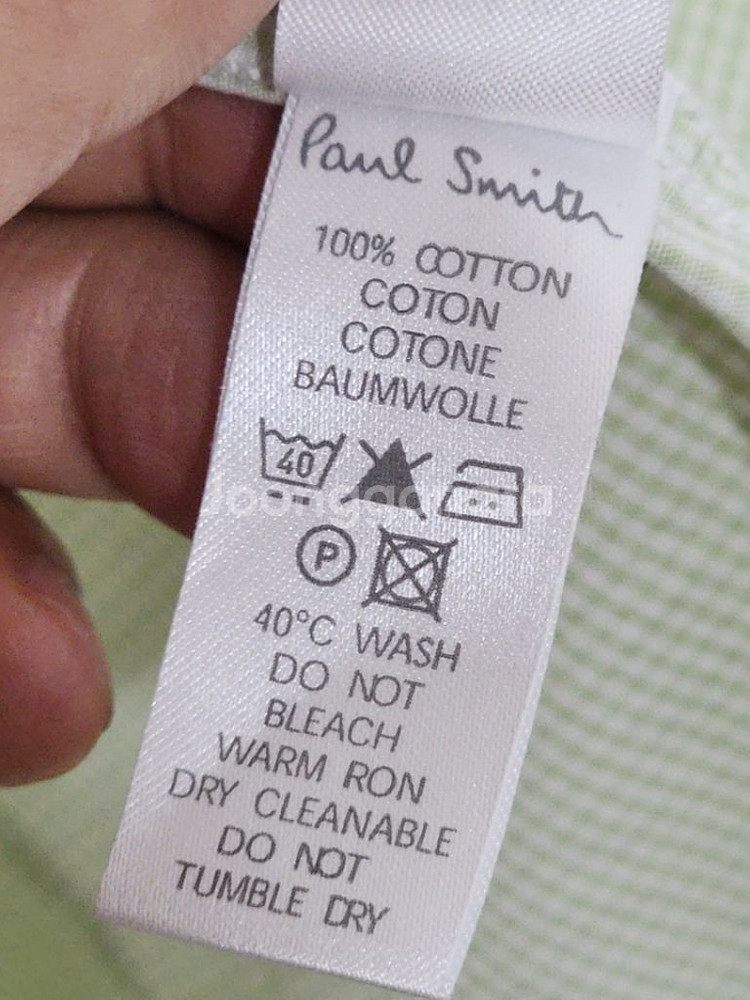 Paul Smith
100% COTTON
COTON
COTONE
BAUMWOLLE
40
P
40°C WASH
DO NOT
BLEACH
WARM RON
DRY CLEANABLE
DO NOT
TUMBLE DRY